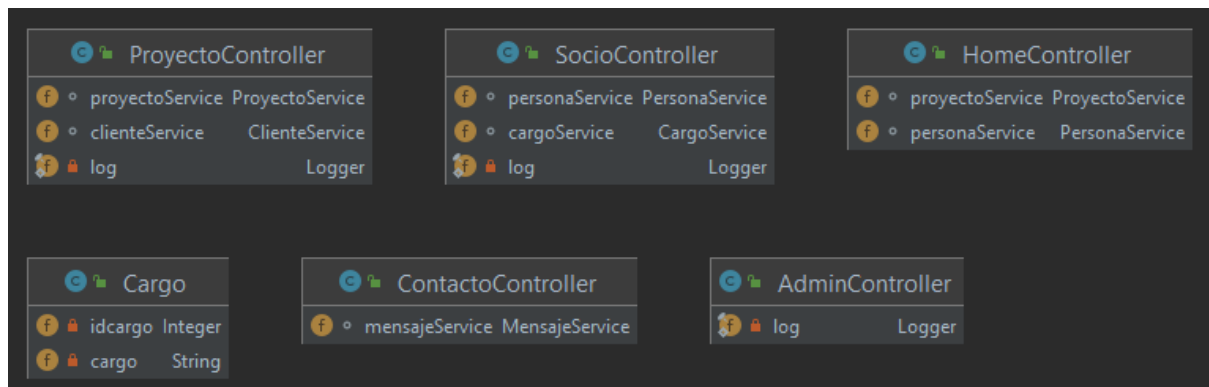 ProyectoController
proyectoService ProyectoService
clienteService ClienteService
log Logger
SocioController
personaService PersonaService
cargoService CargoService
log Logger
HomeController
proyectoService ProyectoService
personaService PersonaService
Cargo
idcargo Integer
cargo String
ContactoController
mensajeService MensajeService
AdminController
log Logger